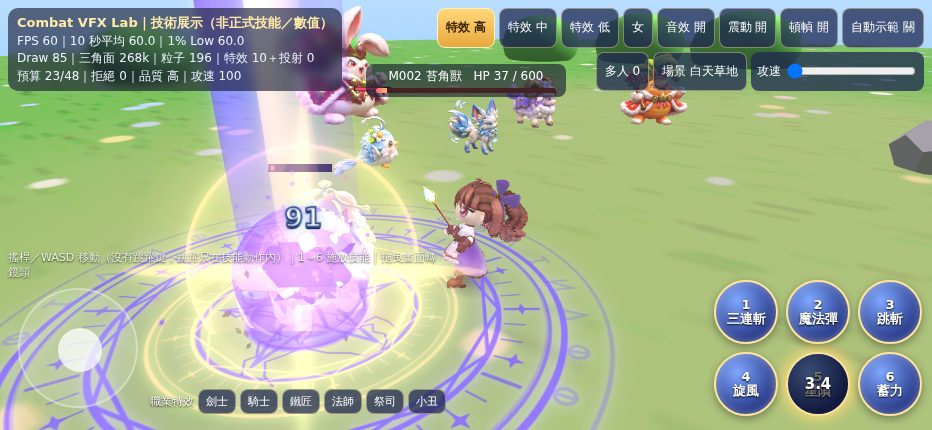 Combat VFX Lab | 技術展示（非正式技能／數值）
FPS 60 | 10 秒平均 60.0 | 1% Low 60.0
Draw 85 | 三角面 268k | 粒子 196 | 特效 10＋投射 0
預算 23/48 | 拒絕 0 | 品質 高 | 攻速 100
特效 高
特效 中
特效 低
女
音效 開
震動 開
頓幀 開
自動示範 關
多人 0
場景 白天草地
攻速
M002 苔角獸 HP 37 / 600
91
搖桿／WASD 移動
1～6 施放技能
鏡頭
1
三連斬
2
魔法彈
3
跳斬
4
旋風
3.4
6
蓄力
職業特效
劍士
騎士
鐵匠
法師
祭司
小丑